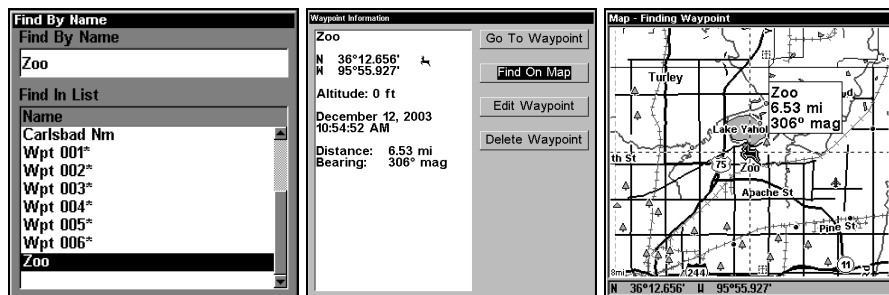 Find By Name
Find By Name
Zoo
Find In List
Name
Carlsbad Nm
Wpt 001*
Wpt 002*
Wpt 003*
Wpt 004*
Wpt 005*
Wpt 006*
Zoo
Waypoint Information
Zoo
N 36°12.656'
W 95°55.927'
Altitude: 0 ft
December 12, 2003
10:54:52 AM
Distance: 6.53 mi
Bearing: 306° mag
Go To Waypoint
Find On Map
Edit Waypoint
Delete Waypoint
Map - Finding Waypoint
Turley
Zoo
6.53 mi
306° mag
Lake Yahol
th St
75
Zoo
Apache St
Pine St
11
244
8mi
N 36°12.656' W 95°55.927'